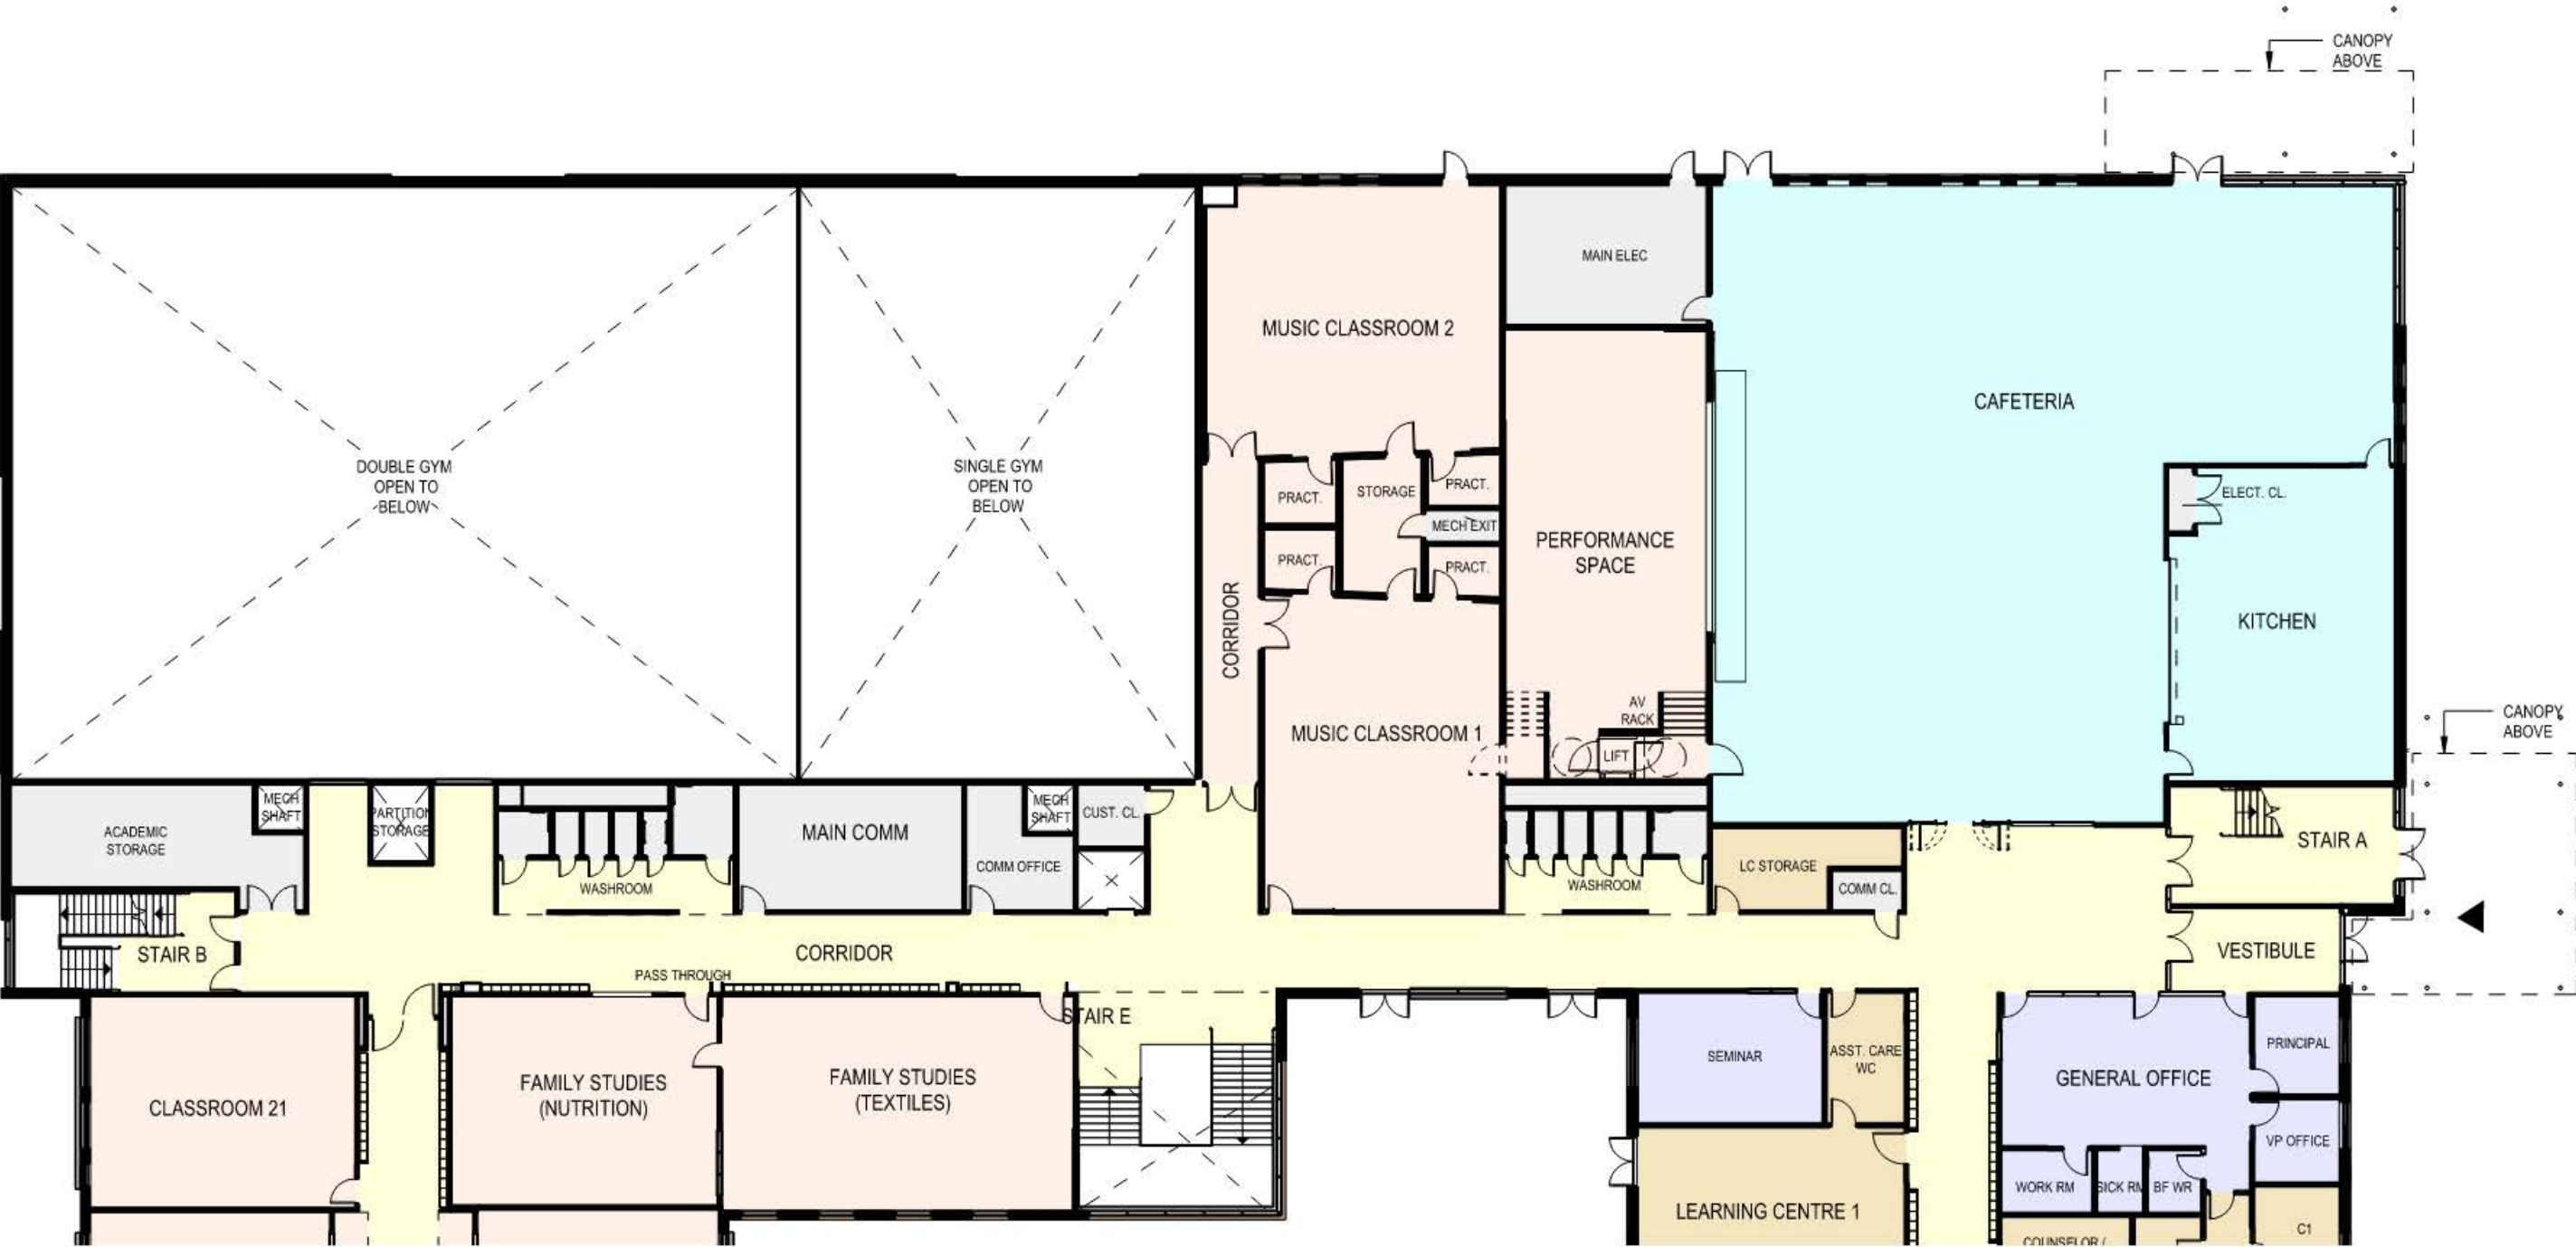 CANOPY
ABOVE
MAIN ELEC
MUSIC CLASSROOM 2
CAFETERIA
DOUBLE GYM
OPEN TO
BELOW
SINGLE GYM
OPEN TO
BELOW
PRACT.
STORAGE
PRACT.
ELECT. CL.
MECH EXIT
PERFORMANCE
SPACE
PRACT.
PRACT.
CORRIDOR
KITCHEN
AV
RACK
MUSIC CLASSROOM 1
LIFT
CANOPY
ABOVE
MECH
SHAFT
PARTITION
STORAGE
ACADEMIC
STORAGE
MAIN COMM
MECH
SHAFT
CUST. CL.
COMM OFFICE
WASHROOM
WASHROOM
LC STORAGE
COMM CL.
STAIR A
STAIR B
CORRIDOR
PASS THROUGH
VESTIBULE
STAIR E
CLASSROOM 21
FAMILY STUDIES
(NUTRITION)
FAMILY STUDIES
(TEXTILES)
SEMINAR
ASST. CARE
WC
GENERAL OFFICE
PRINCIPAL
VP OFFICE
WORK RM
SICK RM
BF WR
LEARNING CENTRE 1
COUNSELOR /
C1